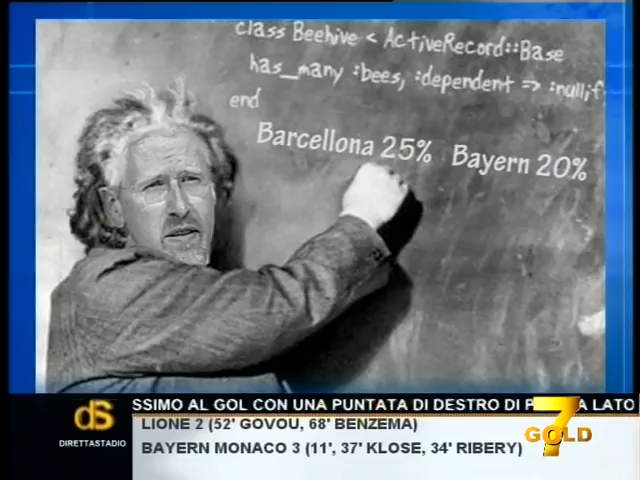 class Beehive < ActiveRecord::Base
has_many :bees, :dependent => :nullify
end
Barcellona 25% Bayern 20%
SSIMO AL GOL CON UNA PUNTATA DI DESTRO DI LATO
LIONE 2 (52' GOVOU, 68' BENZEMA)
BAYERN MONACO 3 (11', 37' KLOSE, 34' RIBERY)
dS
DIRETTASTADIO
7
GOLD